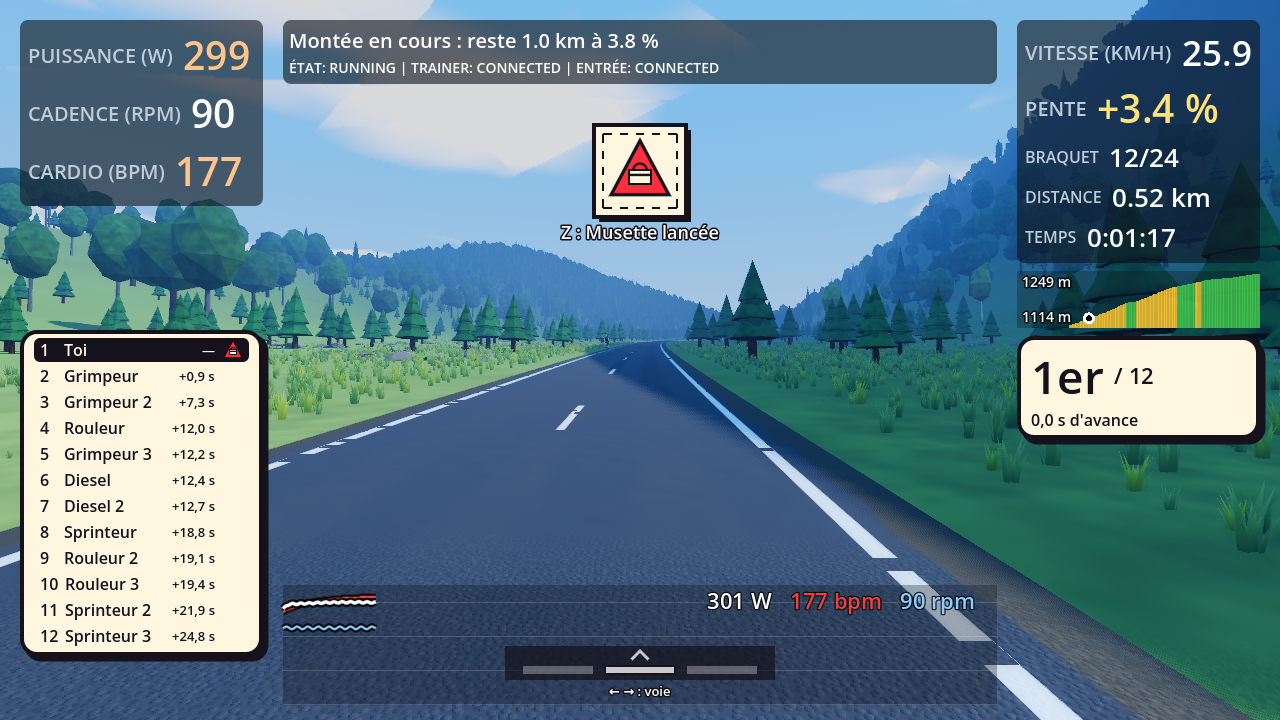 PUISSANCE (W) 299
CADENCE (RPM) 90
CARDIO (BPM) 177
Montée en cours : reste 1.0 km à 3.8 %
ÉTAT: RUNNING | TRAINER: CONNECTED | ENTRÉE: CONNECTED
VITESSE (KM/H) 25.9
PENTE +3.4 %
BRAQUET 12/24
DISTANCE 0.52 km
TEMPS 0:01:17
Z : Musette lancée
1249 m
1114 m
1er / 12
0,0 s d'avance
1 Toi —
2 Grimpeur +0,9 s
3 Grimpeur 2 +7,3 s
4 Rouleur +12,0 s
5 Grimpeur 3 +12,2 s
6 Diesel +12,4 s
7 Diesel 2 +12,7 s
8 Sprinteur +18,8 s
9 Rouleur 2 +19,1 s
10 Rouleur 3 +19,4 s
11 Sprinteur 2 +21,9 s
12 Sprinteur 3 +24,8 s
301 W 177 bpm 90 rpm
← → : voie